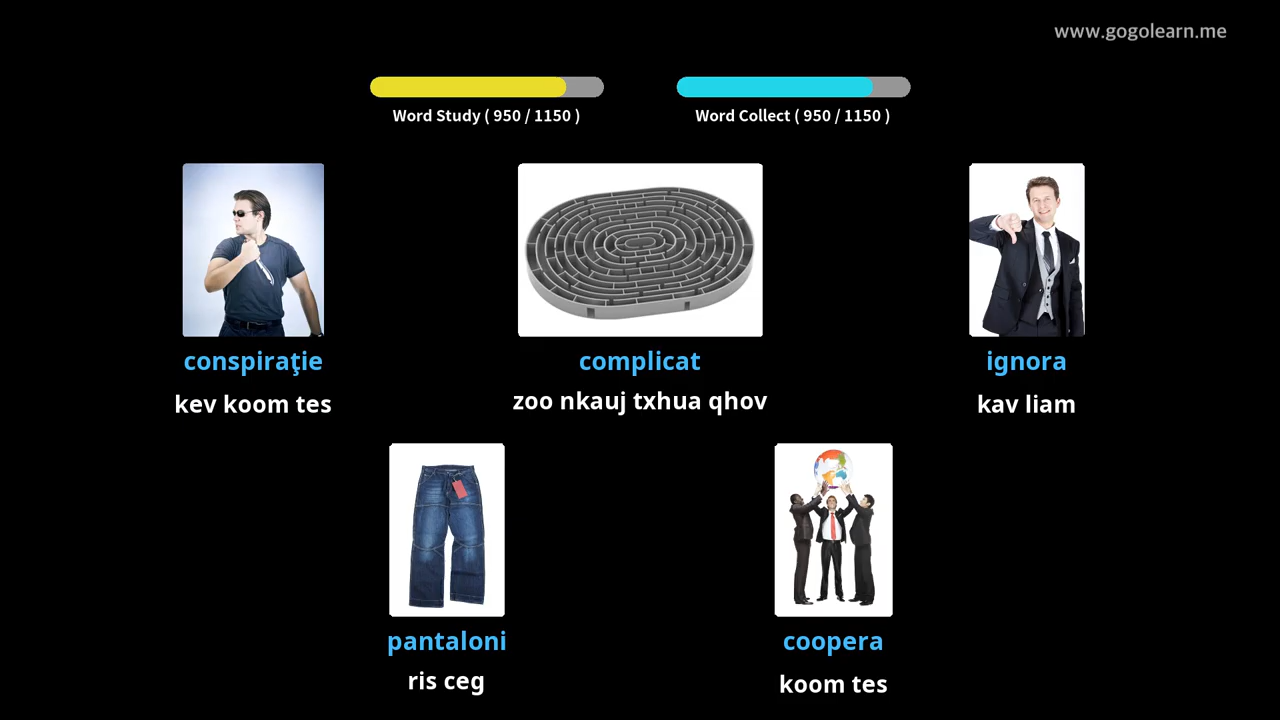 www.gogolearn.me
Word Study ( 950 / 1150 )
Word Collect ( 950 / 1150 )
conspiraţie
complicat
ignora
kev koom tes
zoo nkauj txhua qhov
kav liam
pantaloni
coopera
ris ceg
koom tes